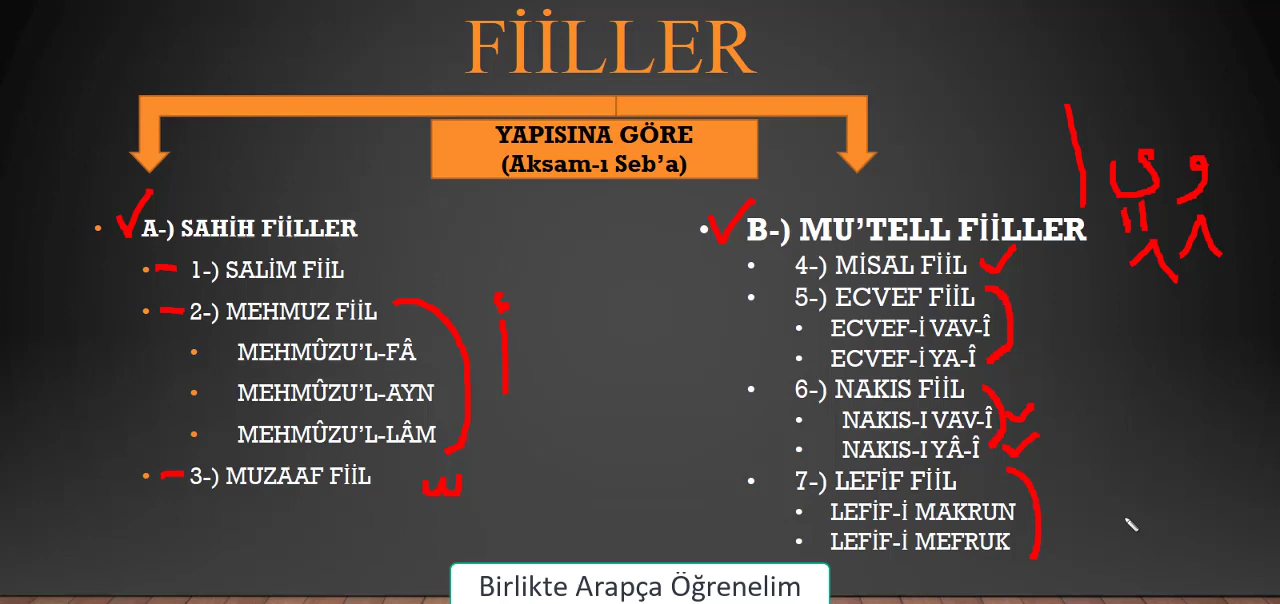 FİİLLER
YAPISINA GÖRE
(Aksam-ı Seb’a)
A-) SAHİH FİİLLER
1-) SALİM FİİL
2-) MEHMUZ FİİL
MEHMÛZU’L-FÂ
MEHMÛZU’L-AYN
MEHMÛZU’L-LÂM
3-) MUZAAF FİİL
أ
B-) MU’TELL FİİLLER
4-) MİSAL FİİL
5-) ECVEF FİİL
ECVEF-İ VAV-Î
ECVEF-İ YA-Î
6-) NAKIS FİİL
NAKIS-I VAV-Î
NAKIS-I YÂ-Î
7-) LEFİF FİİL
LEFİF-İ MAKRUN
LEFİF-İ MEFRUK
ا
و ي
Birlikte Arapça Öğrenelim